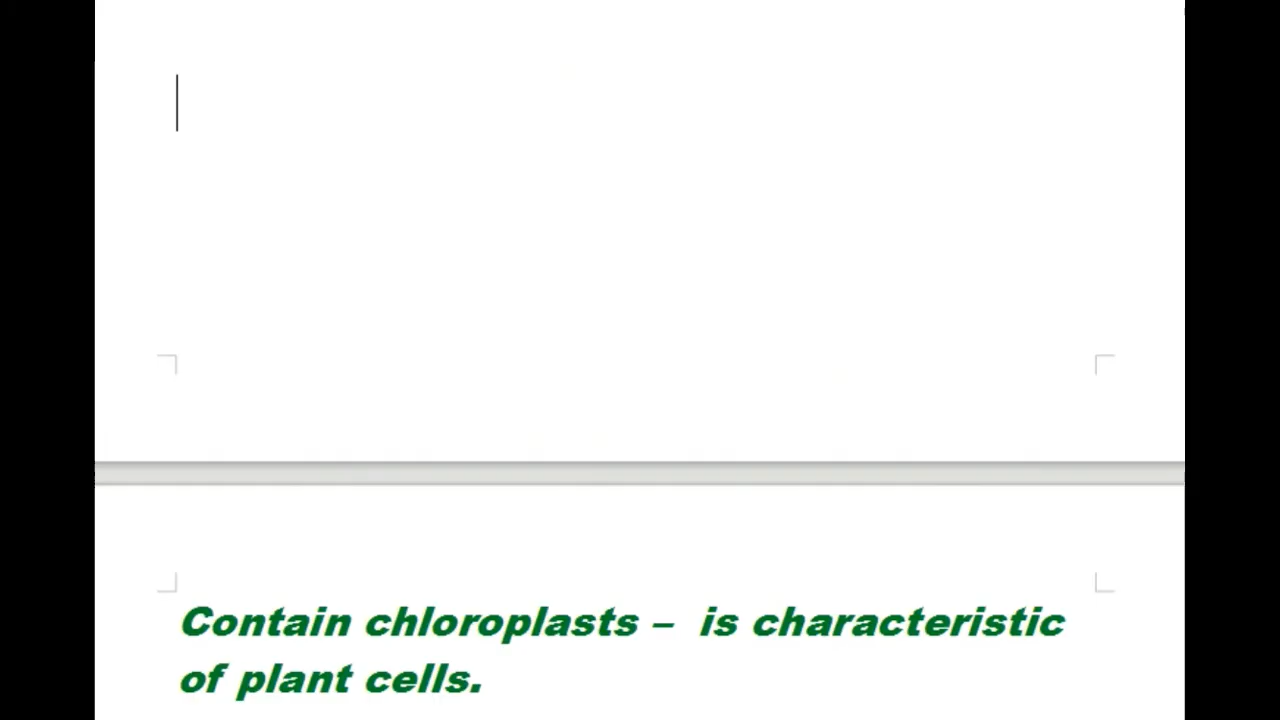 Contain chloroplasts –  is characteristic
of plant cells.